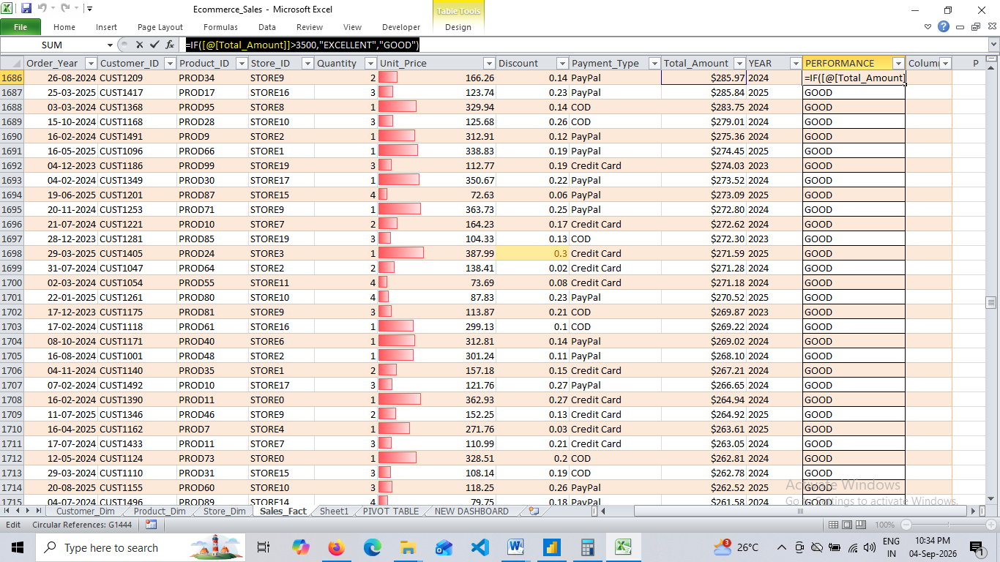 Ecommerce_Sales - Microsoft Excel
Table Tools
File Home Insert Page Layout Formulas Data Review View Developer Design
SUM =IF([@[Total_Amount]]>3500,"EXCELLENT","GOOD")
Order_Year Customer_ID Product_ID Store_ID Quantity Unit_Price Discount Payment_Type Total_Amount YEAR PERFORMANCE Colum P
1686 26-08-2024 CUST1209 PROD34 STORE9 2 166.26 0.14 PayPal $285.97 2024 =IF([@[Total_Amount]
1687 25-03-2025 CUST1417 PROD17 STORE16 3 123.74 0.23 PayPal $285.84 2025 GOOD
1688 03-03-2024 CUST1368 PROD95 STORE8 1 329.94 0.14 COD $283.75 2024 GOOD
1689 15-10-2024 CUST1168 PROD28 STORE10 3 125.68 0.26 COD $279.01 2024 GOOD
1690 16-02-2024 CUST1491 PROD9 STORE2 1 312.91 0.12 PayPal $275.36 2024 GOOD
1691 16-05-2025 CUST1096 PROD66 STORE1 1 338.83 0.19 PayPal $274.45 2025 GOOD
1692 04-12-2023 CUST1186 PROD99 STORE19 3 112.77 0.19 Credit Card $274.03 2023 GOOD
1693 04-02-2024 CUST1349 PROD30 STORE17 1 350.67 0.22 PayPal $273.52 2024 GOOD
1694 19-06-2025 CUST1201 PROD87 STORE15 4 72.63 0.06 PayPal $273.09 2025 GOOD
1695 20-11-2024 CUST1253 PROD71 STORE9 1 363.73 0.25 PayPal $272.80 2024 GOOD
1696 21-07-2024 CUST1221 PROD10 STORE7 2 164.23 0.17 Credit Card $272.62 2024 GOOD
1697 28-12-2023 CUST1281 PROD85 STORE19 3 104.33 0.13 COD $272.30 2023 GOOD
1698 29-03-2025 CUST1405 PROD24 STORE3 1 387.99 0.3 Credit Card $271.59 2025 GOOD
1699 31-07-2024 CUST1047 PROD64 STORE2 2 138.41 0.02 Credit Card $271.28 2024 GOOD
1700 02-03-2024 CUST1054 PROD55 STORE11 4 73.69 0.08 Credit Card $271.18 2024 GOOD
1701 22-01-2025 CUST1261 PROD80 STORE10 4 87.83 0.23 PayPal $270.52 2025 GOOD
1702 17-12-2023 CUST1175 PROD81 STORE9 3 113.87 0.21 COD $269.87 2023 GOOD
1703 17-02-2024 CUST1118 PROD61 STORE16 1 299.13 0.1 COD $269.22 2024 GOOD
1704 08-10-2024 CUST1171 PROD40 STORE6 1 312.81 0.14 PayPal $269.02 2024 GOOD
1705 16-08-2024 CUST1001 PROD48 STORE2 1 301.24 0.11 PayPal $268.10 2024 GOOD
1706 04-11-2024 CUST1140 PROD35 STORE1 2 157.18 0.15 Credit Card $267.21 2024 GOOD
1707 07-02-2024 CUST1492 PROD10 STORE17 3 121.76 0.27 PayPal $266.65 2024 GOOD
1708 16-02-2024 CUST1390 PROD11 STORE0 1 362.93 0.27 Credit Card $264.94 2024 GOOD
1709 11-07-2025 CUST1346 PROD46 STORE9 2 152.25 0.13 Credit Card $264.92 2025 GOOD
1710 16-04-2025 CUST1162 PROD7 STORE4 1 271.76 0.03 Credit Card $263.61 2025 GOOD
1711 17-07-2024 CUST1433 PROD11 STORE7 3 110.99 0.21 Credit Card $263.05 2024 GOOD
1712 12-05-2024 CUST1124 PROD73 STORE0 1 328.51 0.2 COD $262.81 2024 GOOD
1713 29-03-2024 CUST1110 PROD31 STORE15 3 108.14 0.19 COD $262.78 2024 GOOD
1714 20-08-2025 CUST1155 PROD60 STORE10 3 118.25 0.26 PayPal $262.52 2025 GOOD
1715 04-07-2024 CUST1496 PROD89 STORE14 4 79.75 0.18 PayPal $261.58 2024 GOOD
Activate Windows
Go to Settings to activate Windows.
Customer_Dim Product_Dim Store_Dim Sales_Fact Sheet1 PIVOT TABLE NEW DASHBOARD
Edit Circular References: G1444 100%
Type here to search 3 26°C ENG IN 10:34 PM 04-Sep-2026 1